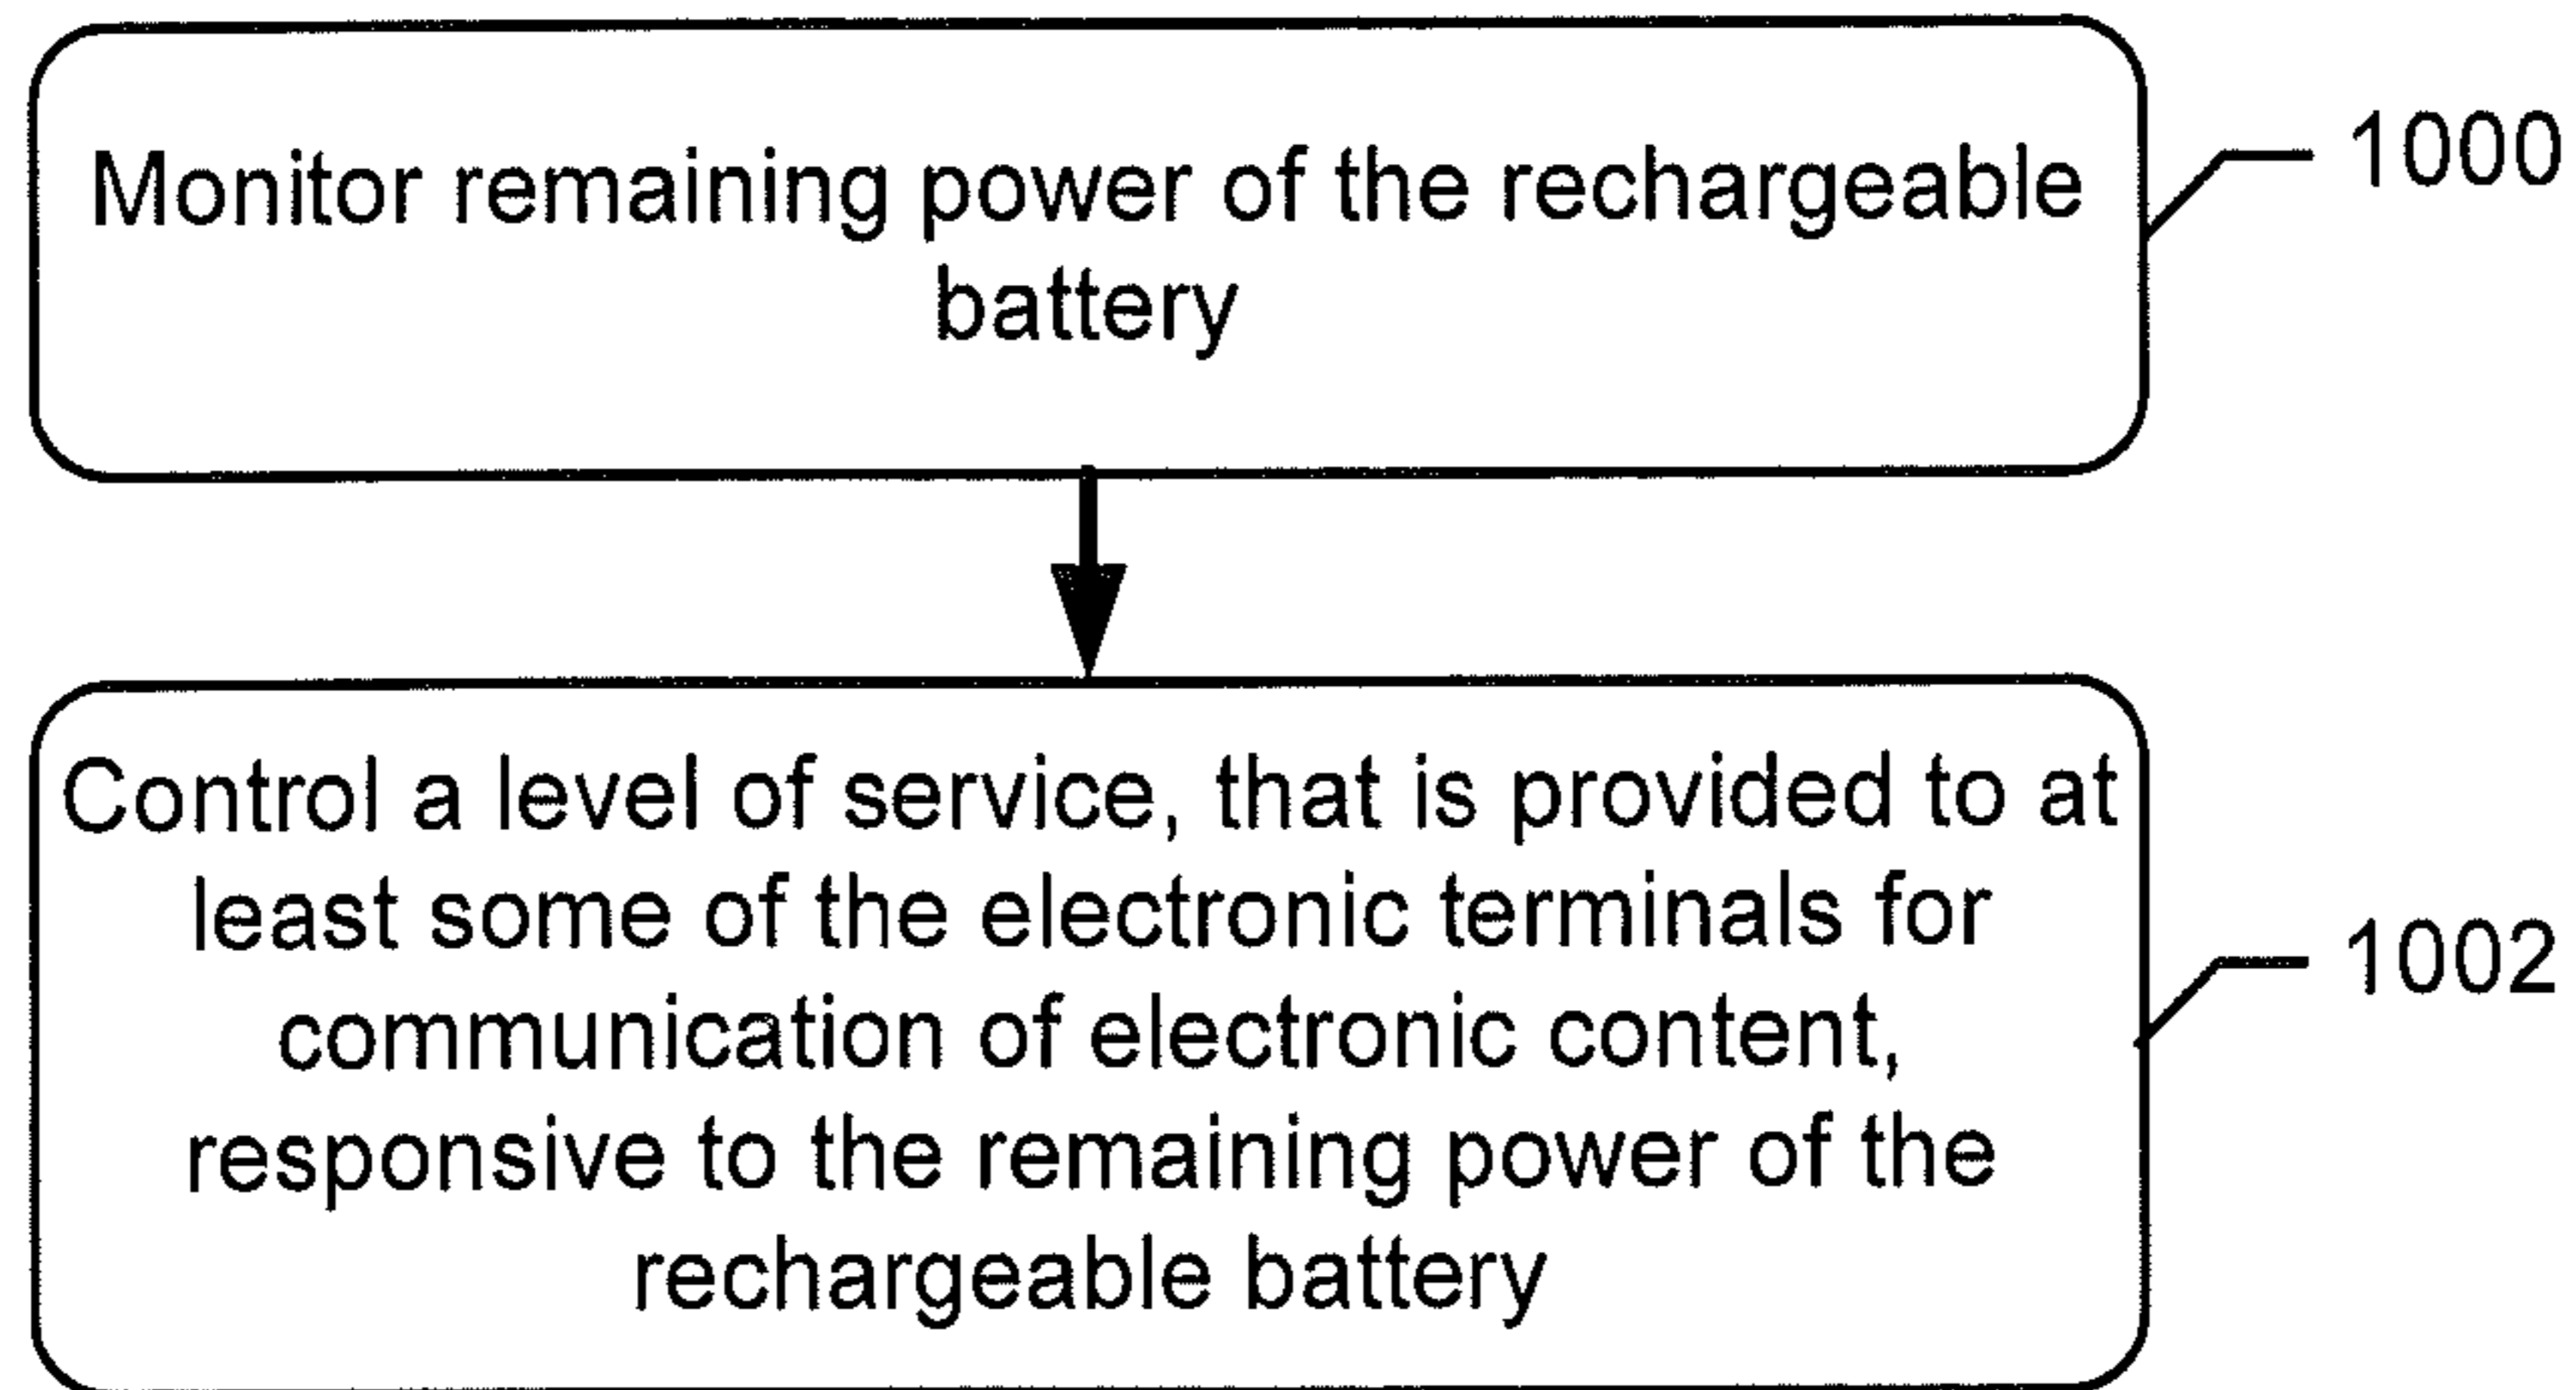 Monitor remaining power of the rechargeable
battery
1000
Control a level of service, that is provided to at
least some of the electronic terminals for
communication of electronic content,
responsive to the remaining power of the
rechargeable battery
1002